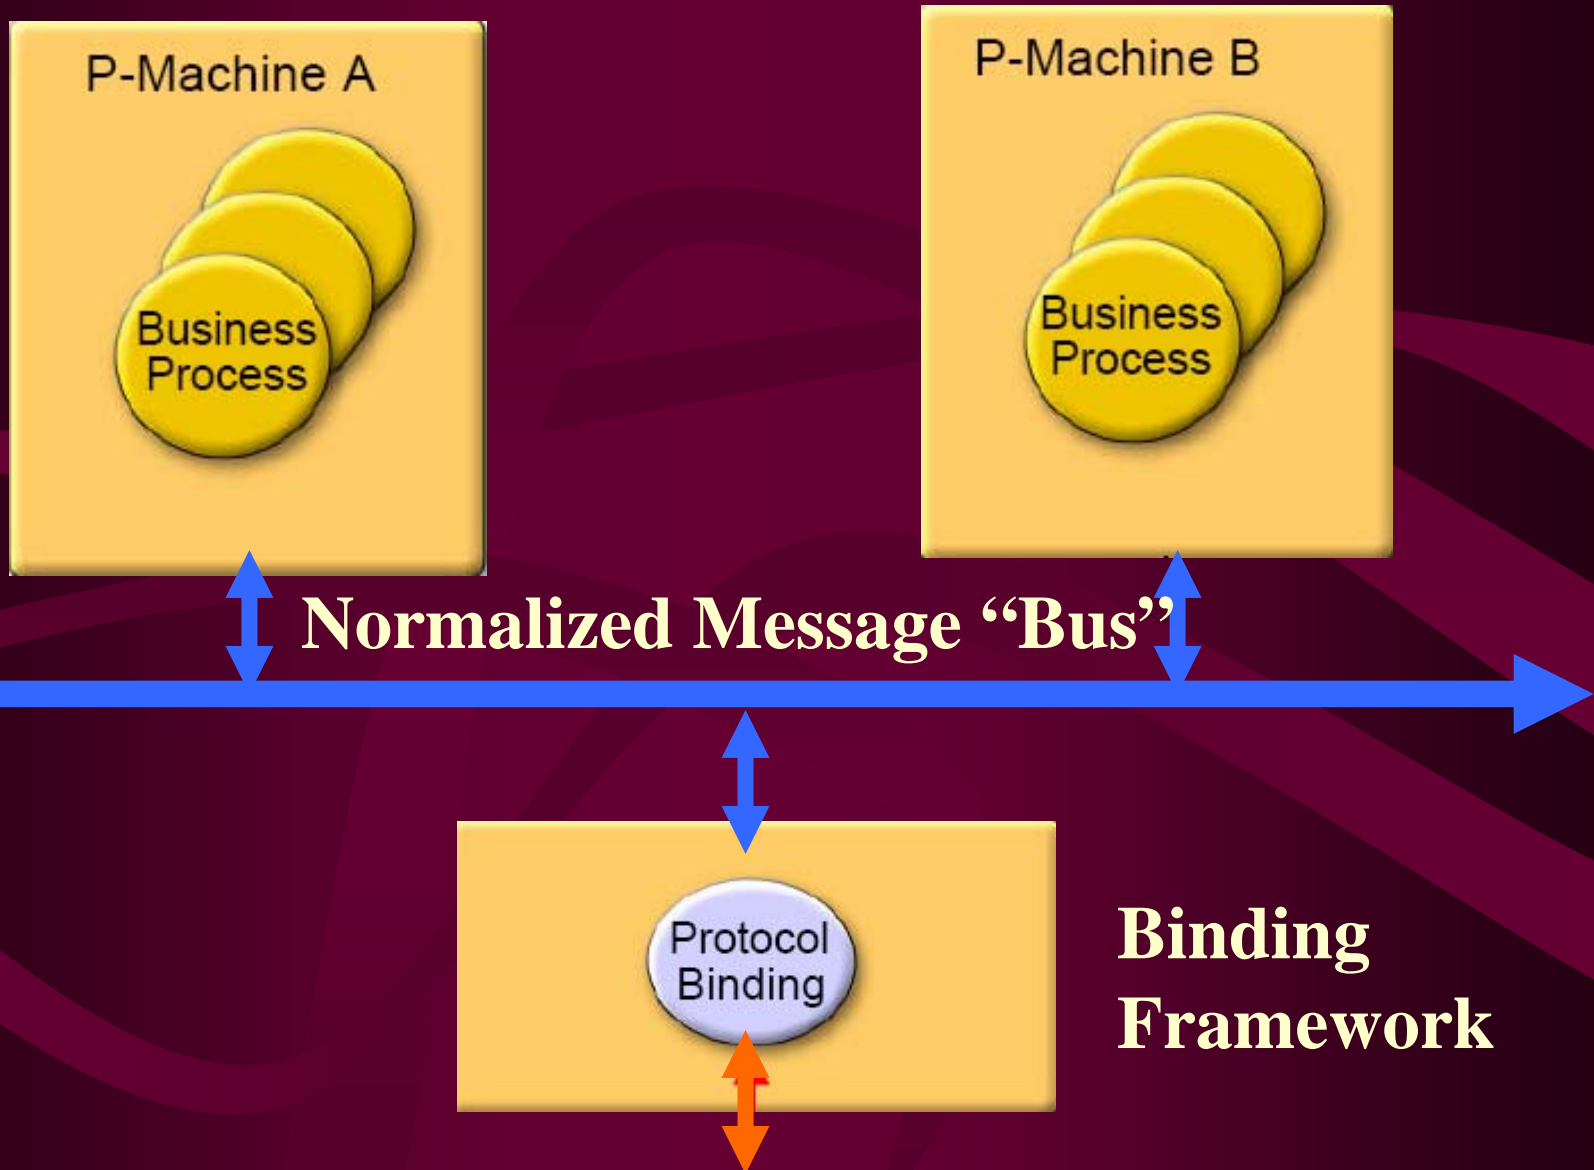 P-Machine A
P-Machine B
Business
Process
Business
Process
Normalized Message “Bus”
Protocol
Binding
Binding
Framework